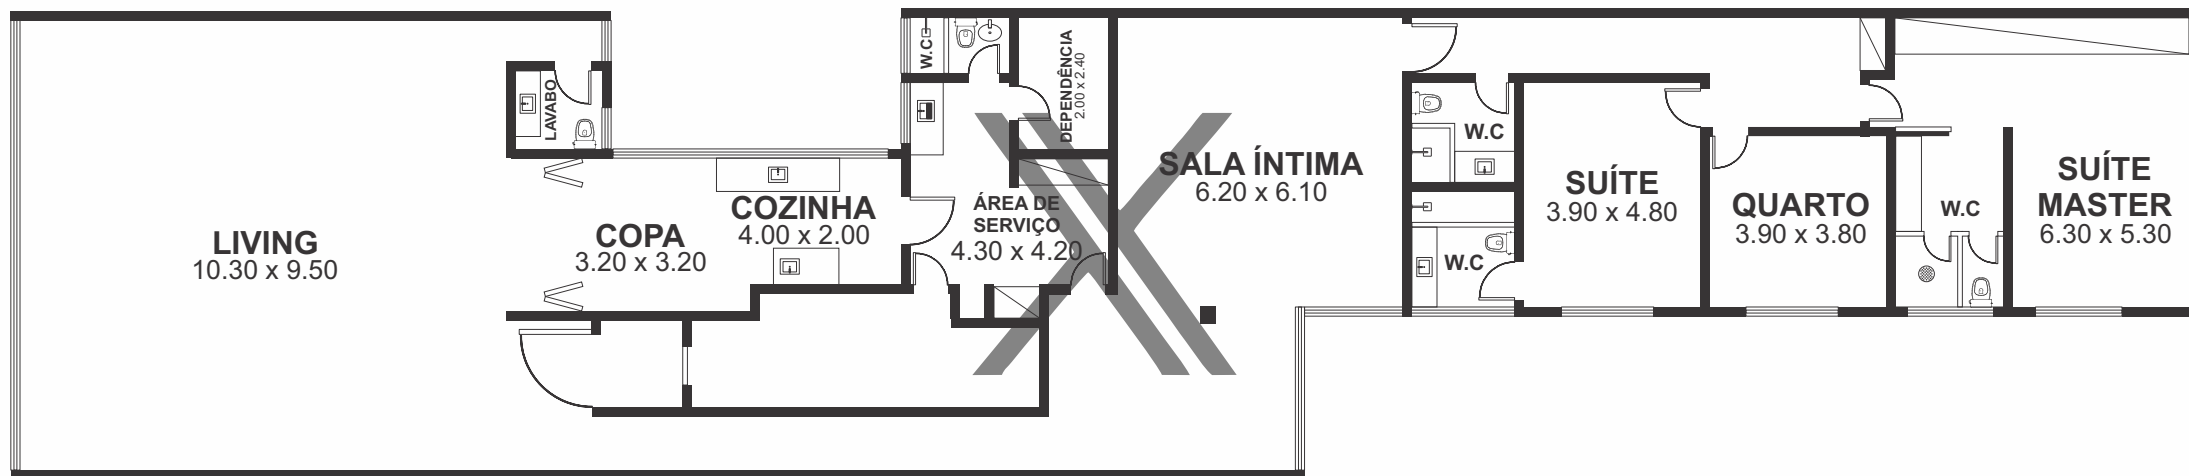 LIVING
10.30 x 9.50
LAVABO
COPA
3.20 x 3.20
COZINHA
4.00 x 2.00
W.C
DEPENDÊNCIA
2.00 x 2.40
ÁREA DE
SERVIÇO
4.30 x 4.20
SALA ÍNTIMA
6.20 x 6.10
W.C
W.C
SUÍTE
3.90 x 4.80
QUARTO
3.90 x 3.80
W.C
SUÍTE
MASTER
6.30 x 5.30